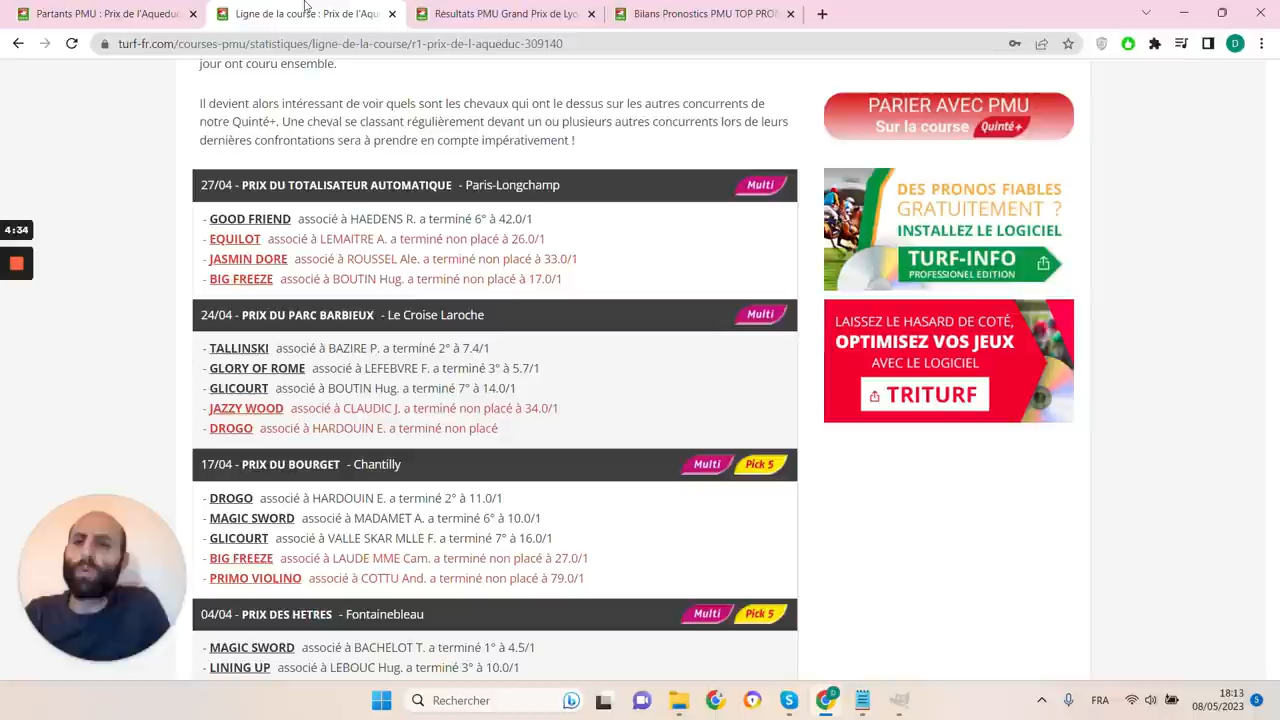 Partants PMU : Prix de l'Aque
Ligne de la course : Prix de l'Aqu
Résultats PMU Grand Prix de Lyo
Bilans Pronostics PMU TOP PRON
turf-fr.com/courses-pmu/statistiques/ligne-de-la-course/r1-prix-de-l-aqueduc-309140
D
jour ont couru ensemble.
Il devient alors intéressant de voir quels sont les chevaux qui ont le dessus sur les autres concurrents de
notre Quinté+. Une cheval se classant régulièrement devant un ou plusieurs autres concurrents lors de leurs
dernières confrontations sera à prendre en compte impérativement !
PARIER AVEC PMU
Sur la course Quinté+
27/04 - PRIX DU TOTALISATEUR AUTOMATIQUE - Paris-Longchamp Multi
- GOOD FRIEND associé à HAEDENS R. a terminé 6° à 42.0/1
- EQUILOT associé à LEMAITRE A. a terminé non placé à 26.0/1
- JASMIN DORE associé à ROUSSEL Ale. a terminé non placé à 33.0/1
- BIG FREEZE associé à BOUTIN Hug. a terminé non placé à 17.0/1
DES PRONOS FIABLES
GRATUITEMENT ?
INSTALLEZ LE LOGICIEL
TURF-INFO
PROFESSIONEL EDITION
4:34
24/04 - PRIX DU PARC BARBIEUX - Le Croise Laroche Multi
- TALLINSKI associé à BAZIRE P. a terminé 2° à 7.4/1
- GLORY OF ROME associé à LEFEBVRE F. a terminé 3° à 5.7/1
- GLICOURT associé à BOUTIN Hug. a terminé 7° à 14.0/1
- JAZZY WOOD associé à CLAUDIC J. a terminé non placé à 34.0/1
- DROGO associé à HARDOUIN E. a terminé non placé
LAISSEZ LE HASARD DE COTÉ,
OPTIMISEZ VOS JEUX
AVEC LE LOGICIEL
TRITURF
17/04 - PRIX DU BOURGET - Chantilly Multi Pick 5
- DROGO associé à HARDOUIN E. a terminé 2° à 11.0/1
- MAGIC SWORD associé à MADAMET A. a terminé 6° à 10.0/1
- GLICOURT associé à VALLE SKAR MLLE F. a terminé 7° à 16.0/1
- BIG FREEZE associé à LAUDE MME Cam. a terminé non placé à 27.0/1
- PRIMO VIOLINO associé à COTTU And. a terminé non placé à 79.0/1
04/04 - PRIX DES HETRES - Fontainebleau Multi Pick 5
- MAGIC SWORD associé à BACHELOT T. a terminé 1° à 4.5/1
- LINING UP associé à LEBOUC Hug. a terminé 3° à 10.0/1
Rechercher
FRA
18:13
08/05/2023
5